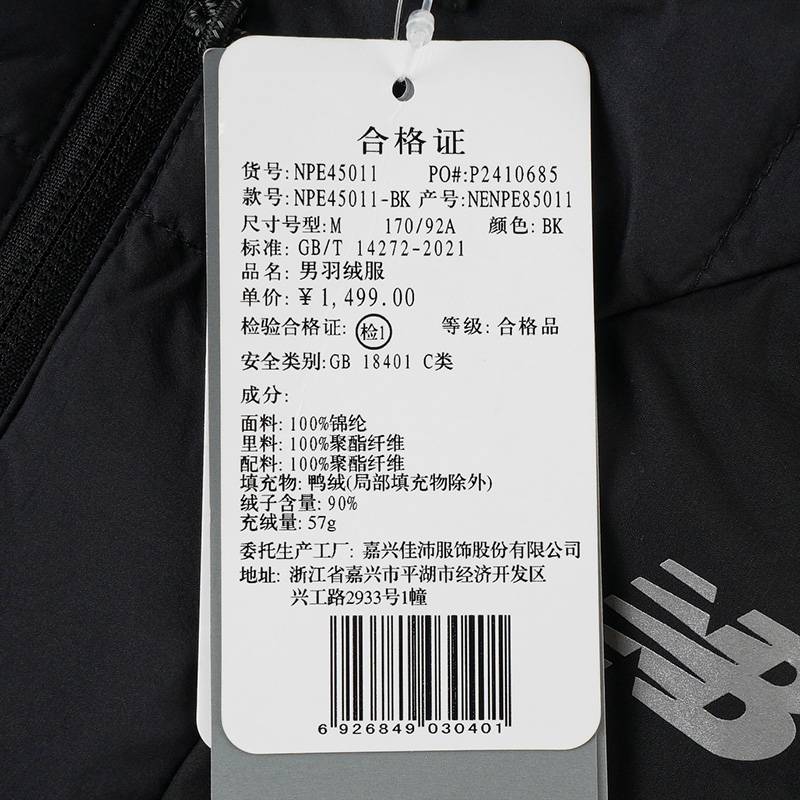 合格证
货号:NPE45011 PO#:P2410685
款号:NPE45011-BK 产号:NENPE85011
尺寸号型:M 170/92A 颜色:BK
标准:GB/T 14272-2021
品名:男羽绒服
单价:¥1,499.00
检验合格证:检1 等级:合格品
安全类别:GB 18401 C类
成分:
面料:100%锦纶
里料:100%聚酯纤维
配料:100%聚酯纤维
填充物:鸭绒(局部填充物除外)
绒子含量:90%
充绒量:57g
委托生产工厂:嘉兴佳沛服饰股份有限公司
地址:浙江省嘉兴市平湖市经济开发区
兴工路2933号1幢
6 926849 030401
NB